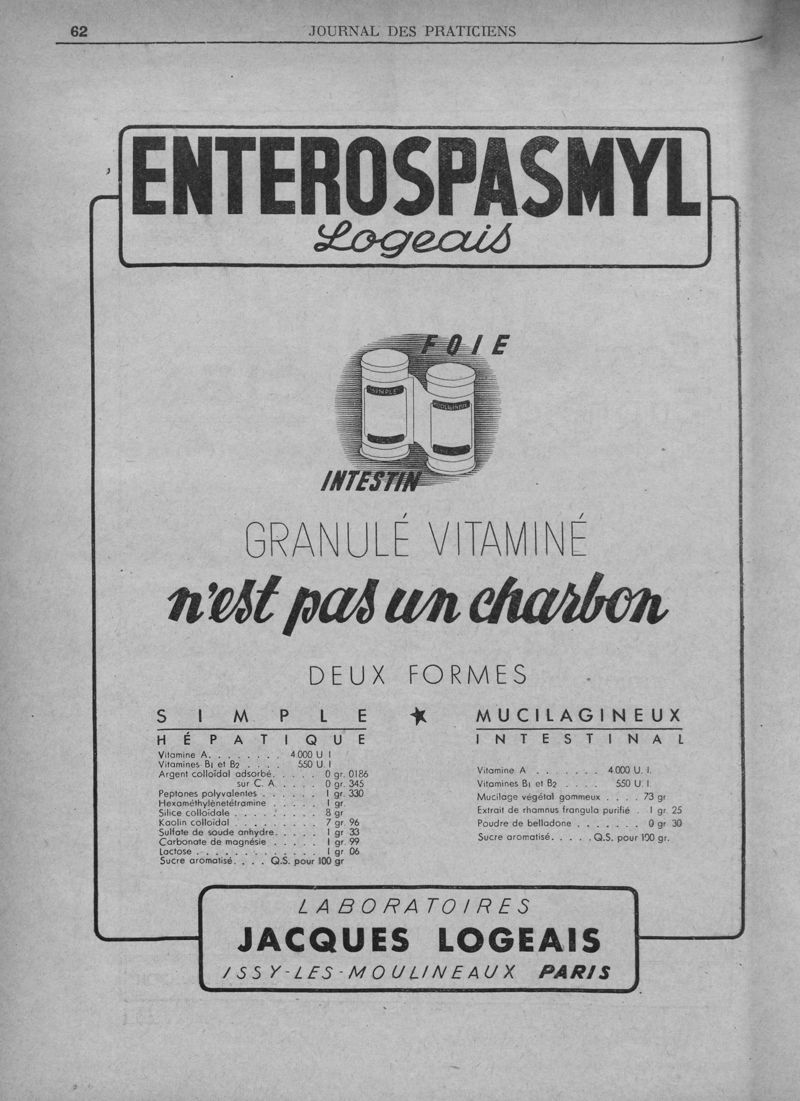 62
JOURNAL DES PRATICIENS
ENTEROSPASMYL
Logeais
FOIE
SIMPLE
MUCILAGINEUX
INTESTIN
GRANULÉ VITAMINÉ
n'est pas un charbon
DEUX FORMES
SIMPLE ★ MUCILAGINEUX
HÉPATIQUE
Vitamine A. . . . . . . . 4.000 U I
Vitamines B1 et B2 . . . . 550 U. I
Argent colloïdal adsorbé. . . . . 0 gr. 0186
sur C. A. . . . . 0 gr. 345
Peptones polyvalentes . . . . . . 1 gr. 330
Hexaméthylènetétramine . . . . . 1 gr.
Silice colloïdale . . . . . . . . 8 gr
Kaolin colloïdal . . . . . . . . . 7 gr. 96
Sulfate de soude anhydre. . . . . 1 gr 33
Carbonate de magnésie . . . . . 1 gr. 99
Lactose . . . . . . . . . . . . 1 gr 06
Sucre aromatisé. . . . Q.S. pour 100 gr
INTESTINAL
Vitamine A . . . . . . . 4000 U. I.
Vitamines B1 et B2 . . . . 550 U. I.
Mucilage végétal gommeux . . . . 73 gr
Extrait de rhamnus frangula purifié . 1 gr. 25
Poudre de belladone . . . . . . . 0 gr 30
Sucre aromatisé. . . . . Q.S. pour 100 gr.
LABORATOIRES
JACQUES LOGEAIS
ISSY-LES-MOULINEAUX PARIS